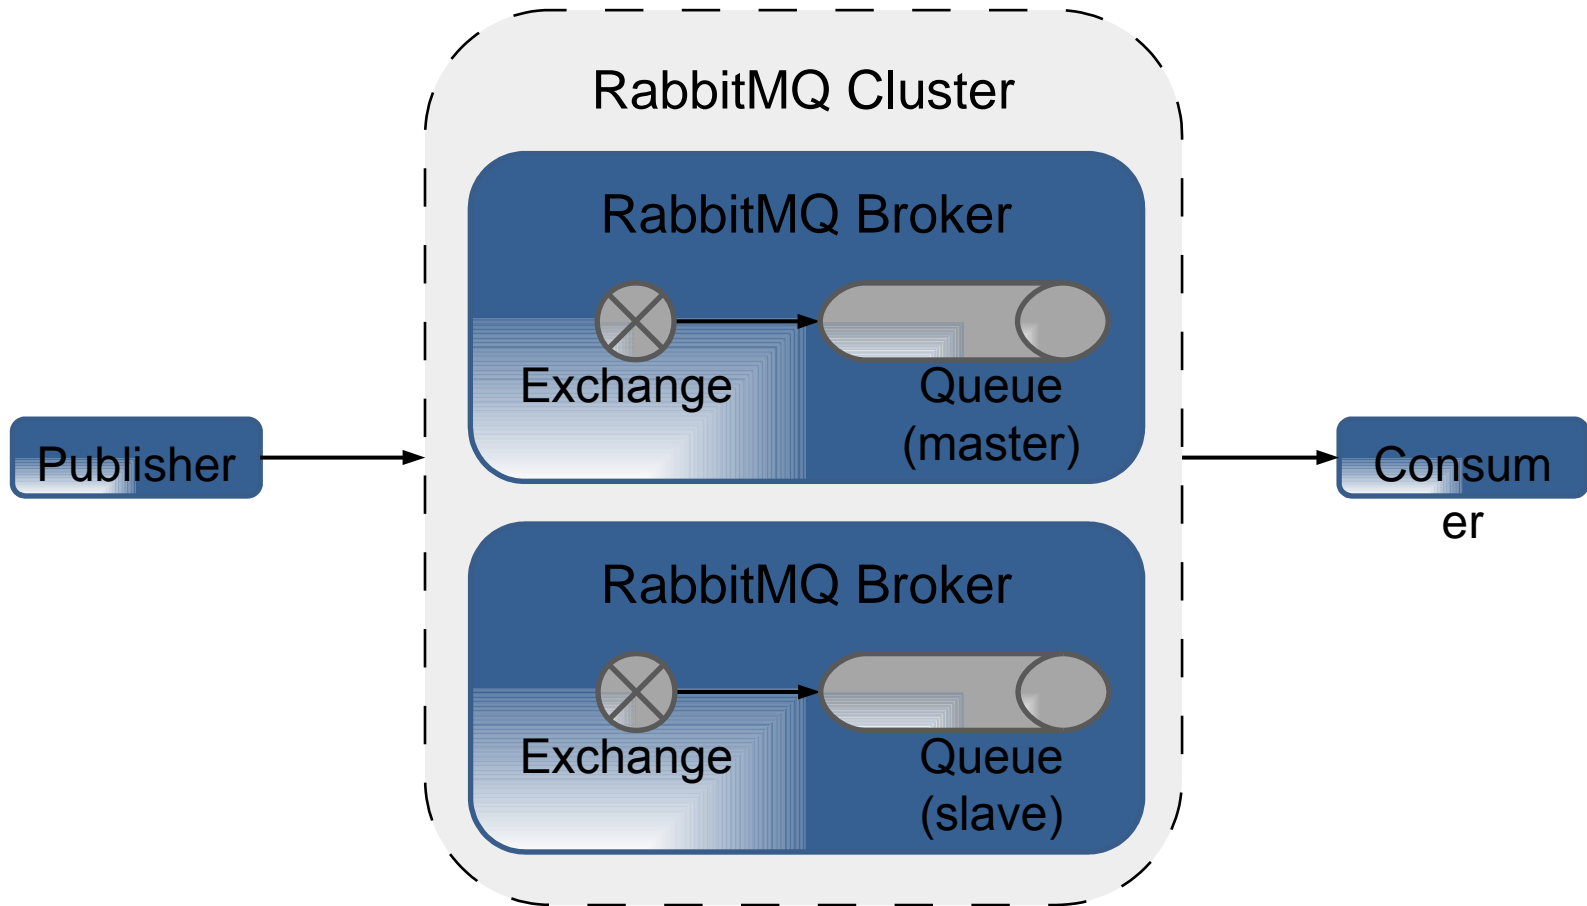 RabbitMQ Cluster
RabbitMQ Broker
Exchange
Queue
(master)
Publisher
Consum
er
RabbitMQ Broker
Exchange
Queue
(slave)